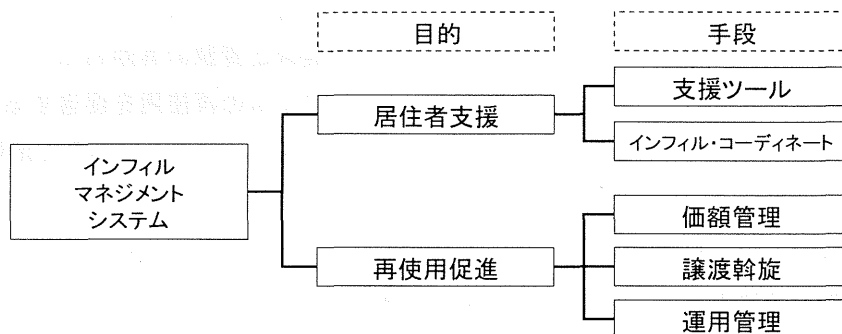 目的
手段
インフィル
マネジメント
システム
居住者支援
支援ツール
インフィル・コーディネート
再使用促進
価額管理
譲渡斡旋
運用管理